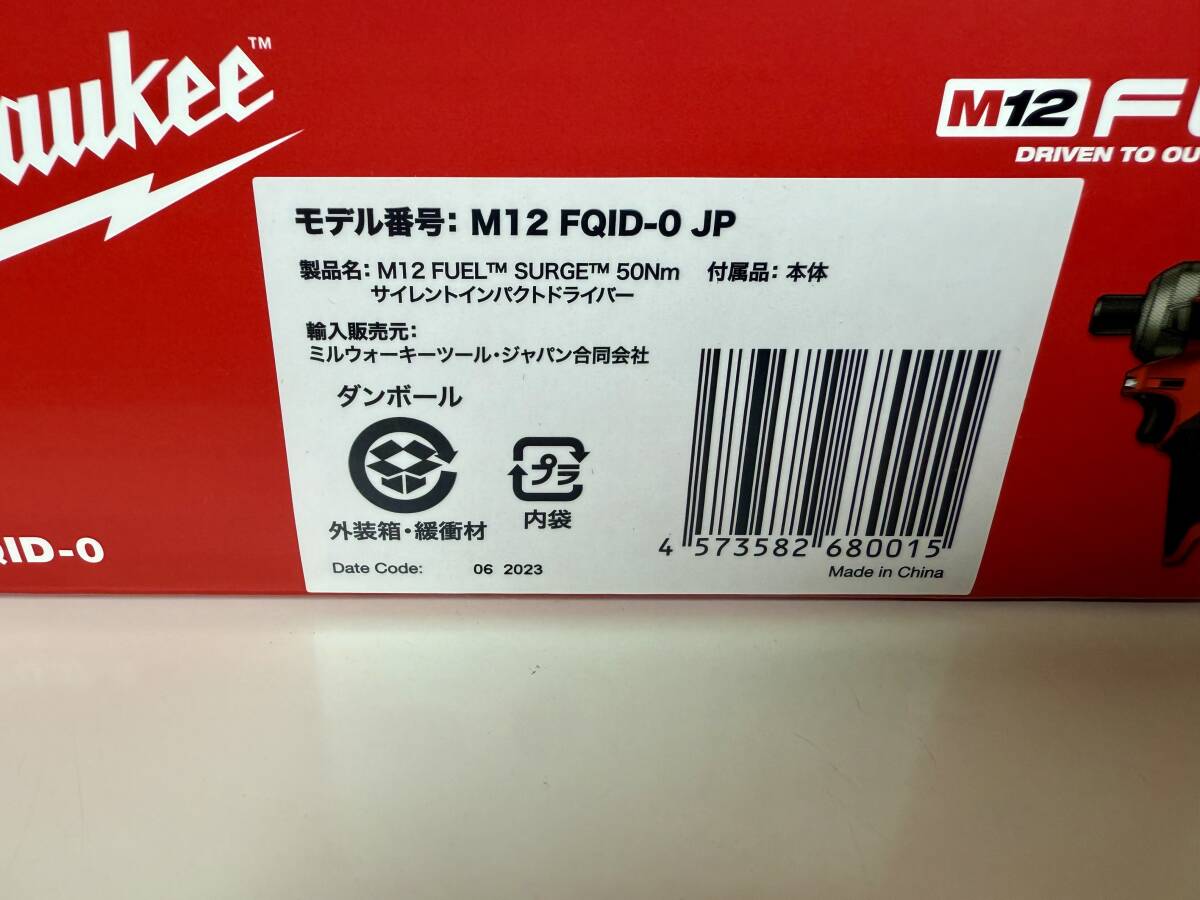 aukee™
M12 F
DRIVEN TO OU
モデル番号: M12 FQID-0 JP
製品名: M12 FUEL™ SURGE™ 50Nm 付属品: 本体
サイレントインパクトドライバー
輸入販売元:
ミルウォーキーツール・ジャパン合同会社
ダンボール
プラ
外装箱・緩衝材
内袋
4 573582 680015
Date Code: 06 2023
Made in China
QID-0